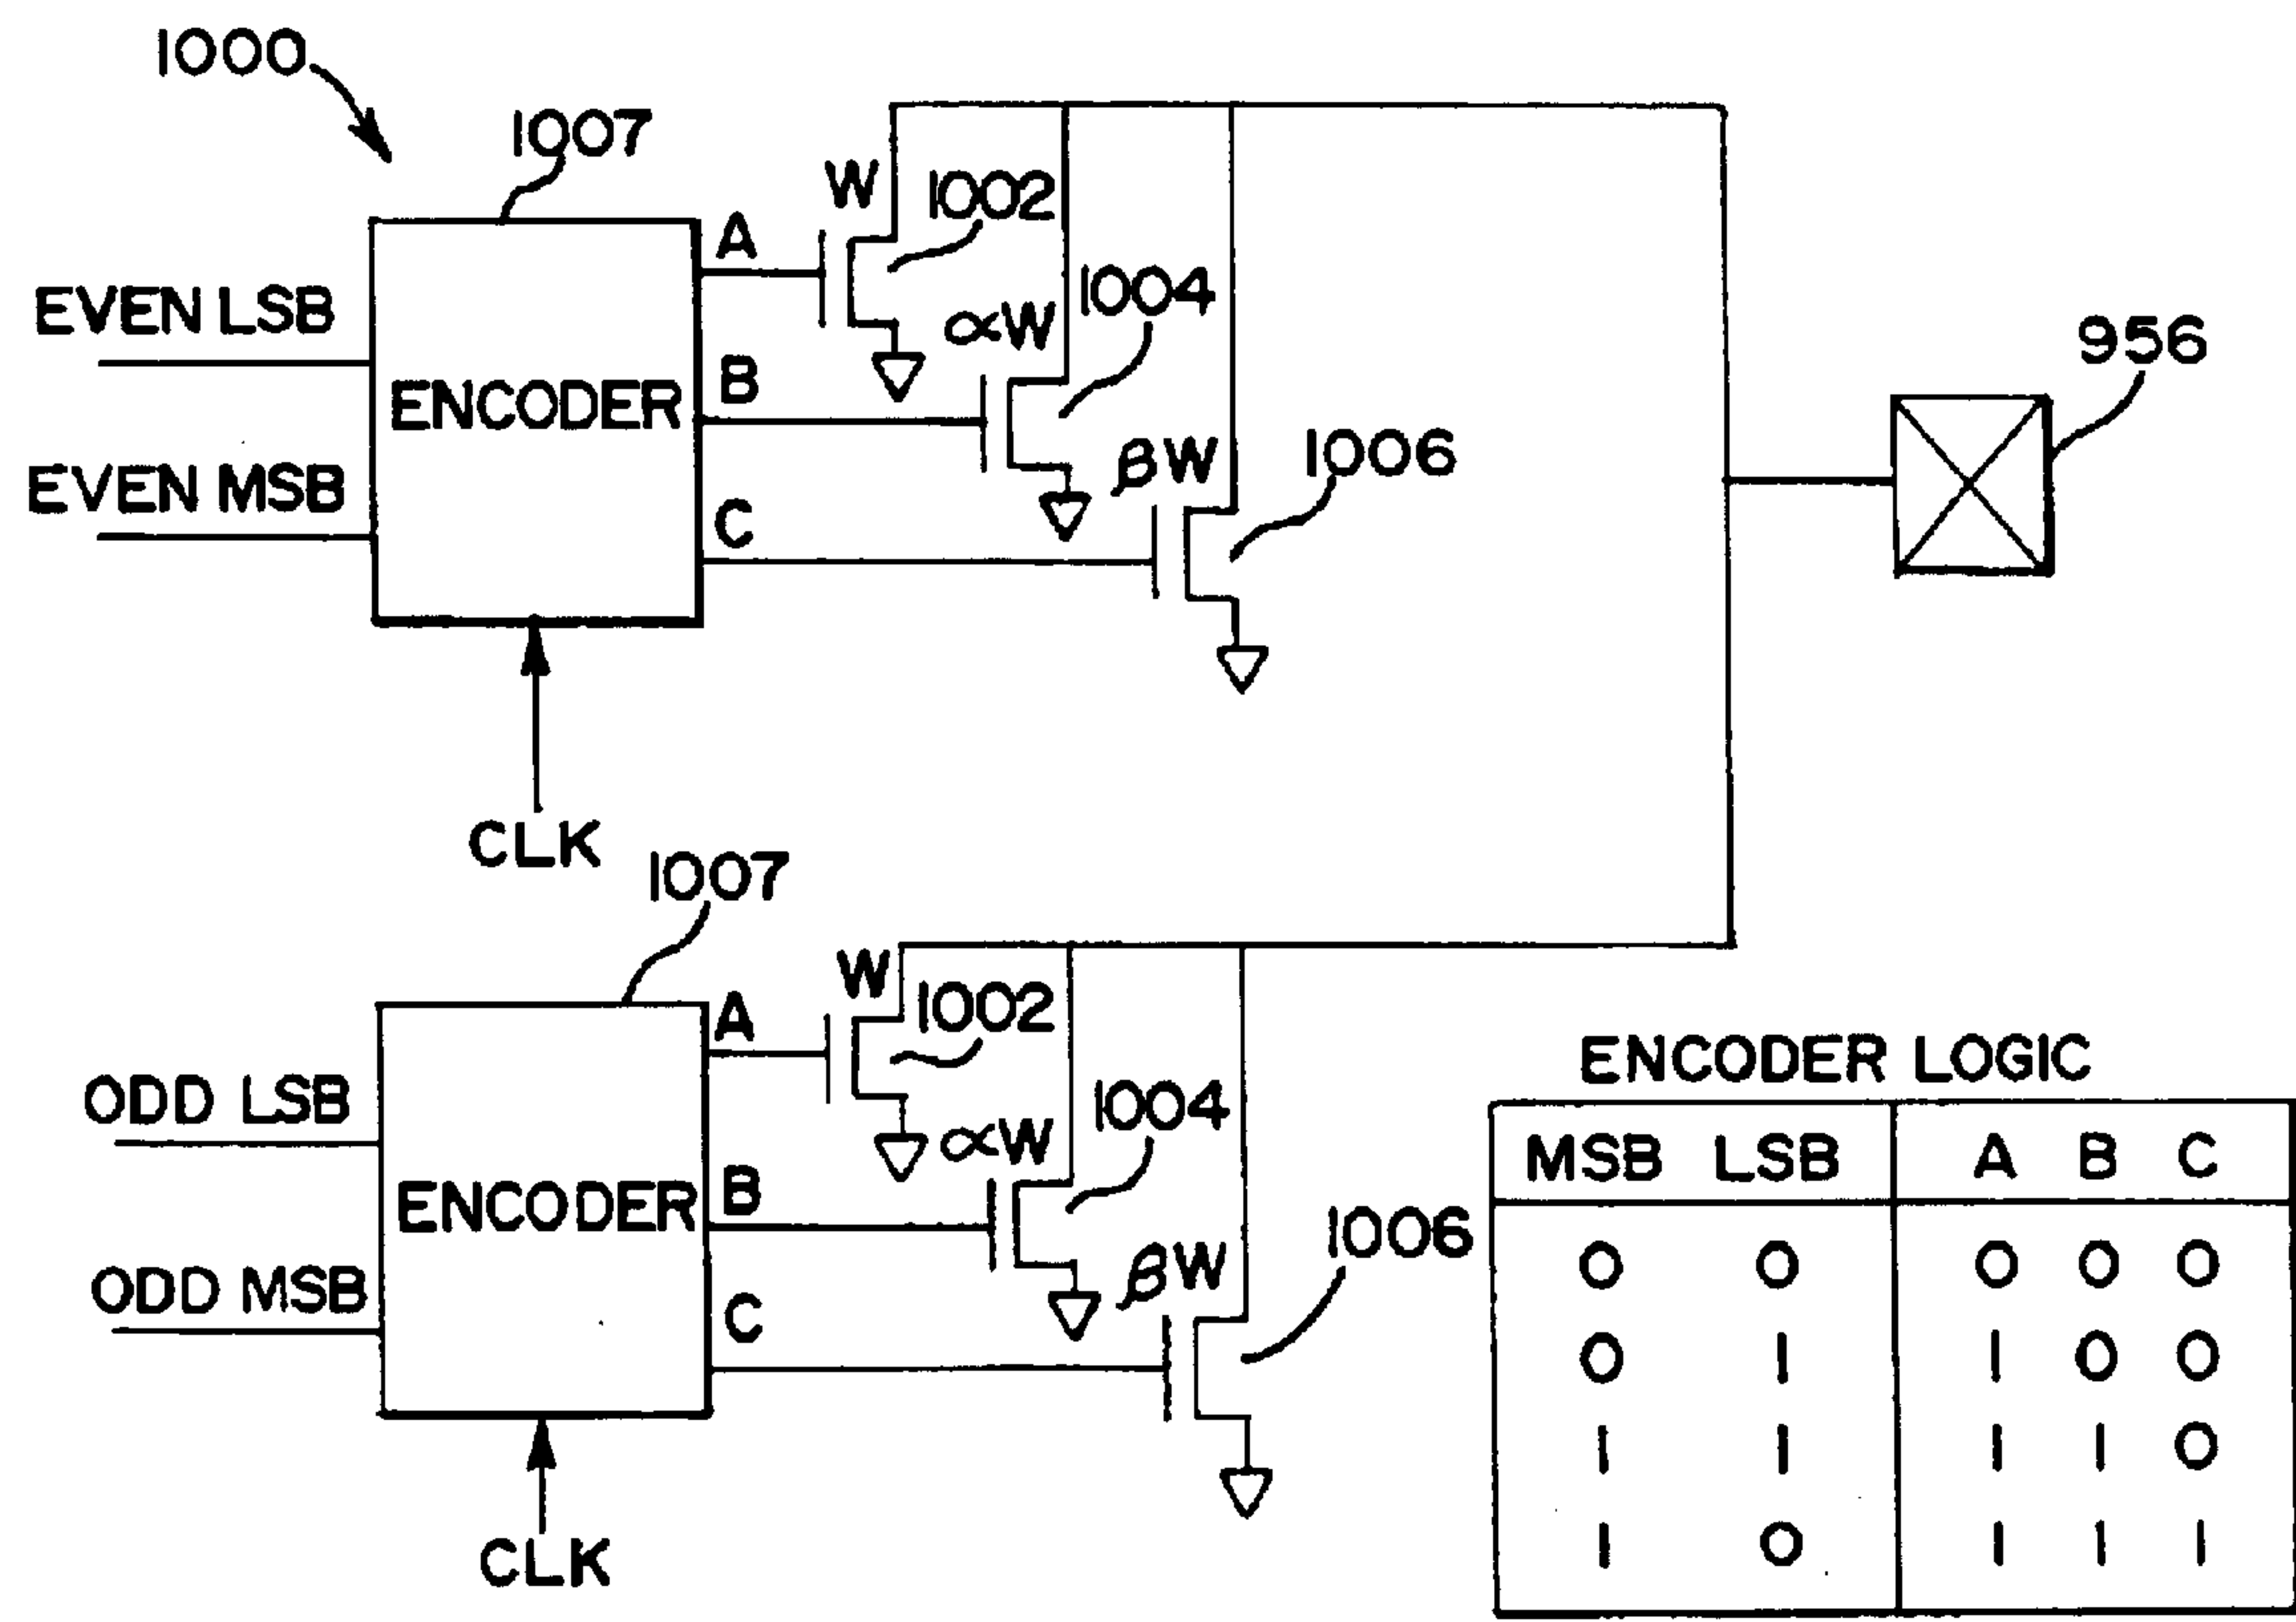 1000
1007
W
1002
A
EVEN LSB
αW
1004
956
ENCODER
B
EVEN MSB
βW
1006
C
CLK
1007
W
1002
A
ODD LSB
αW
1004
ENCODER
B
ODD MSB
βW
1006
C
CLK
ENCODER LOGIC
MSB LSB A B C
0 0 0 0 0
0 1 1 0 0
1 1 1 1 0
1 0 1 1 1